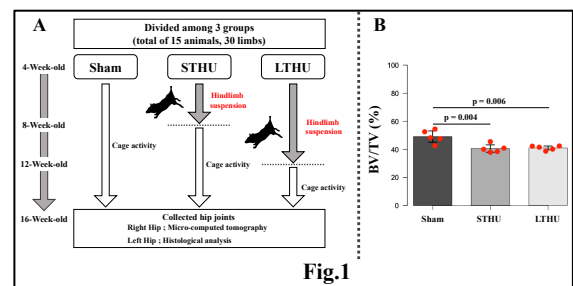 A
Divided among 3 groups
(total of 15 animals, 30 limbs)
4-Week-old
Sham
STHU
LTHU
Hindlimb
suspension
8-Week-old
Hindlimb
suspension
Cage activity
12-Week-old
Cage activity
Cage activity
16-Week-old
Collected hip joints
Right Hip ; Micro-computed tomography
Left Hip ; Histological analysis
B
BV/TV (%)
100
80
60
40
20
0
p = 0.006
p = 0.004
Sham
STHU
LTHU
Fig.1